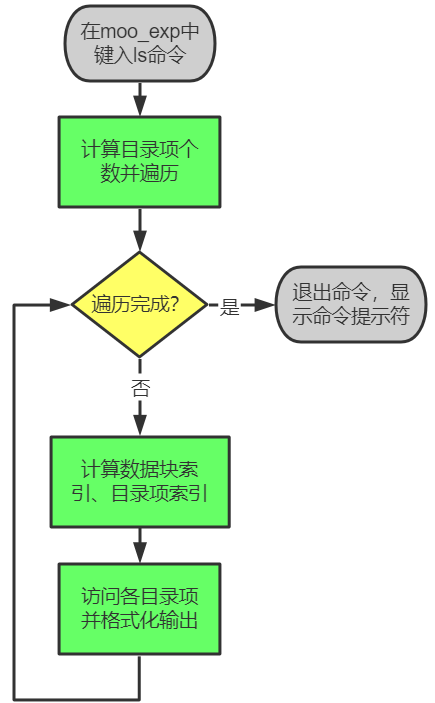 在moo_exp中
键入ls命令
计算目录项个
数并遍历
遍历完成？
是
退出命令，显
示命令提示符
否
计算数据块索
引、目录项索引
访问各目录项
并格式化输出